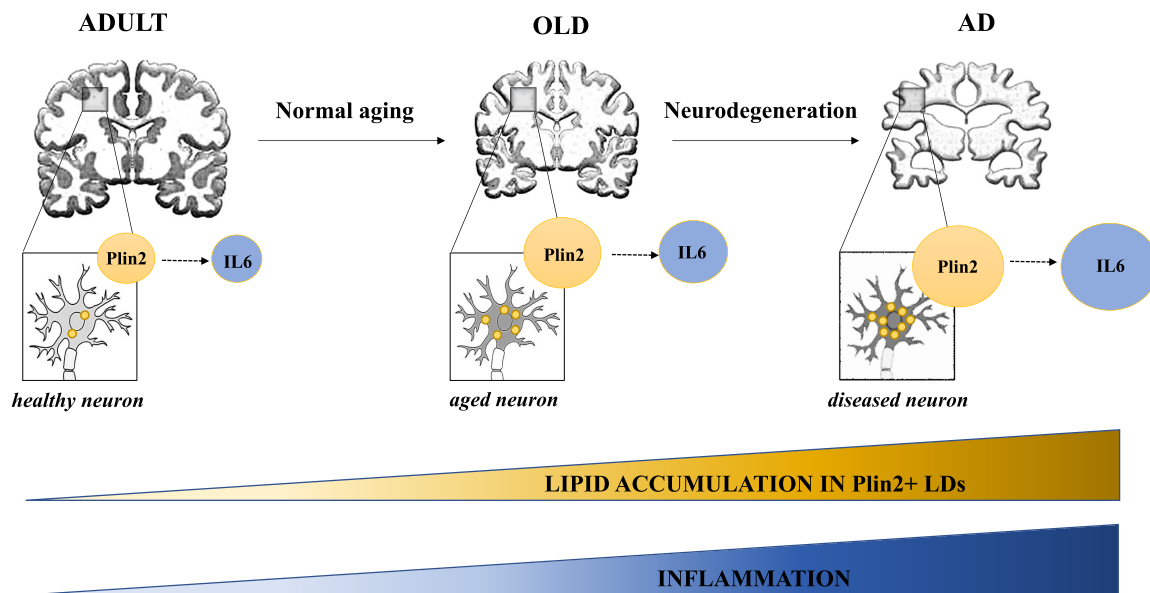 ADULT
OLD
AD
Normal aging
Neurodegeneration
Plin2
IL6
Plin2
IL6
Plin2
IL6
healthy neuron
aged neuron
diseased neuron
LIPID ACCUMULATION IN Plin2+ LDs
INFLAMMATION